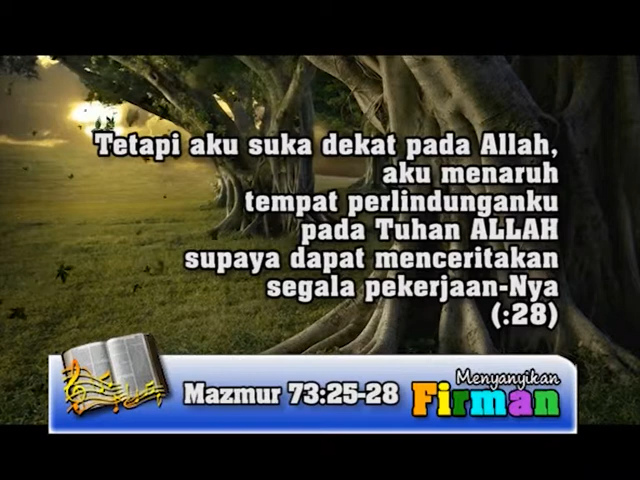 Tetapi aku suka dekat pada Allah,
aku menaruh
tempat perlindunganku
pada Tuhan ALLAH
supaya dapat menceritakan
segala pekerjaan-Nya
(:28)
Mazmur 73:25-28
Menyanyikan
Firman